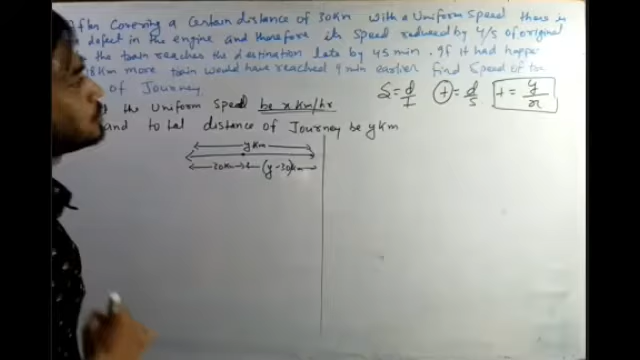 After Covering a Certain distance of 30Km with a Uniform Speed there is
defect in the engine and therefore its Speed reduced by 4/5 of original
the train reaches the destination late by 45 min. If it had happe
18Km more train would have reached 9 min earlier find Speed of
of Journey.
S = d/T t = d/S t = y/x
the Uniform Speed be x Km/hr
and total distance of Journey be y Km
y Km
30Km (y-30)Km